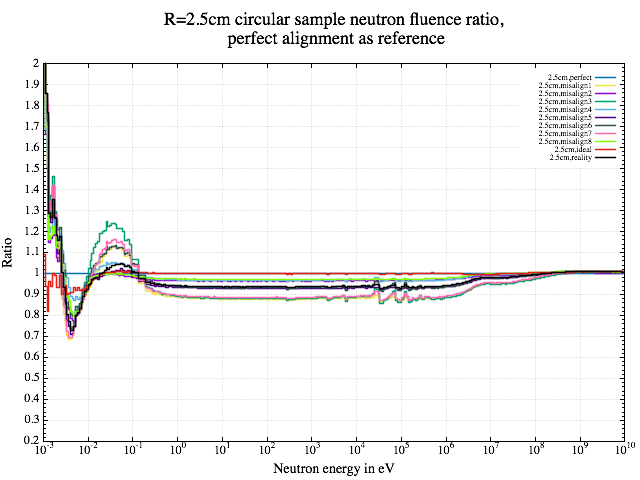 R=2.5cm circular sample neutron fluence ratio,
perfect alignment as reference
2.5cm,perfect
2.5cm,misalign1
2.5cm,misalign2
2.5cm,misalign3
2.5cm,misalign4
2.5cm,misalign5
2.5cm,misalign6
2.5cm,misalign7
2.5cm,misalign8
2.5cm,ideal
2.5cm,reality
Ratio
2
1.9
1.8
1.7
1.6
1.5
1.4
1.3
1.2
1.1
1
0.9
0.8
0.7
0.6
0.5
0.4
0.3
0.2
10⁻³ 10⁻² 10⁻¹ 10⁰ 10¹ 10² 10³ 10⁴ 10⁵ 10⁶ 10⁷ 10⁸ 10⁹ 10¹⁰
Neutron energy in eV